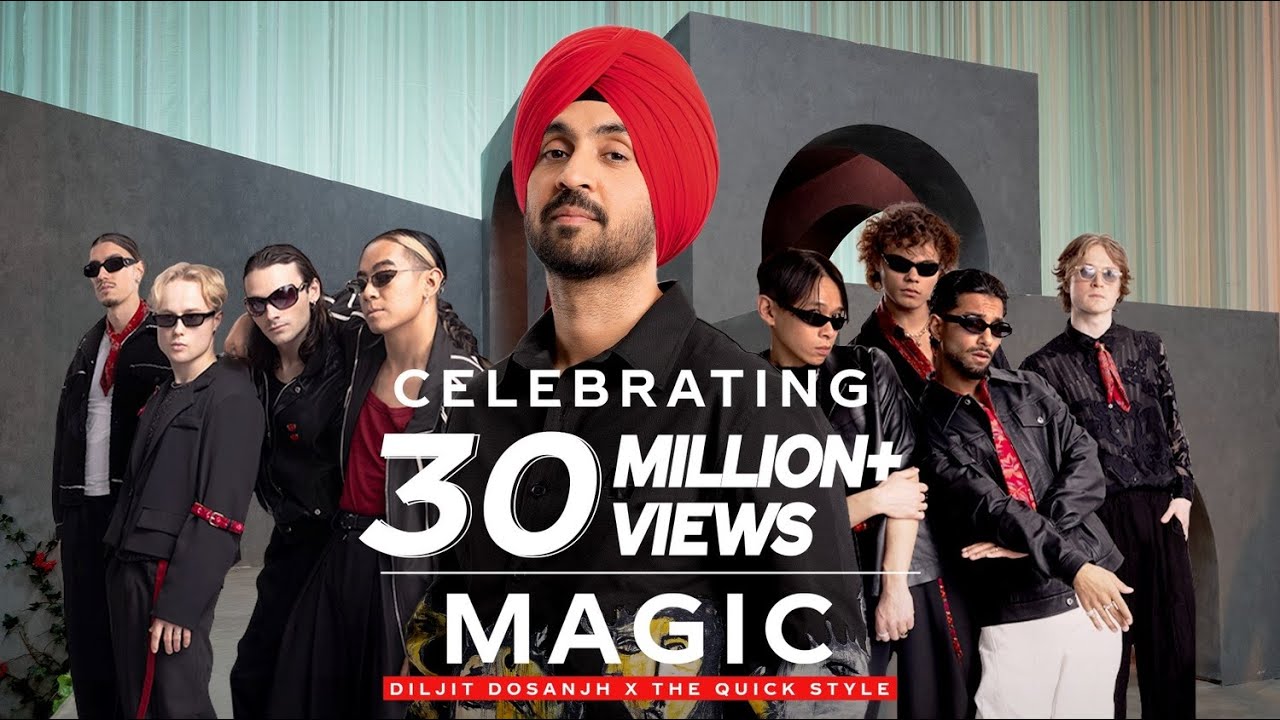 CELEBRATING
30 MILLION+
VIEWS
MAGIC
DILJIT DOSANJH X THE QUICK STYLE